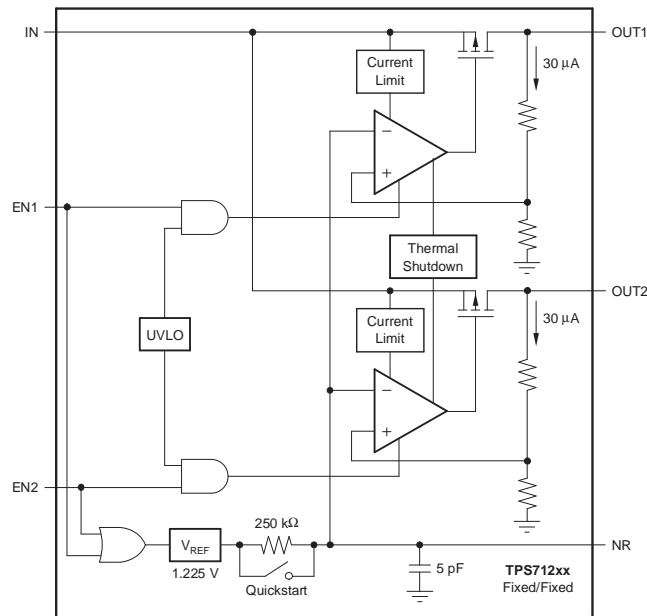 IN
OUT1
Current
Limit
30 μA
−
+
EN1
Thermal
Shutdown
OUT2
UVLO
Current
Limit
30 μA
−
+
EN2
250 kΩ
VREF
1.225 V
Quickstart
5 pF
NR
TPS712xx
Fixed/Fixed